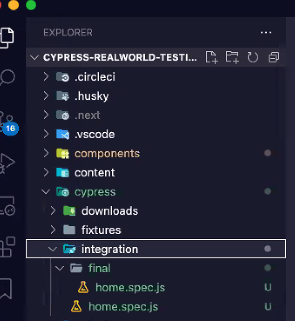 EXPLORER
CYPRESS-REALWORLD-TESTI...
.circleci
.husky
.next
.vscode
components
content
cypress
downloads
fixtures
integration
final
home.spec.js U
home.spec.js U
16